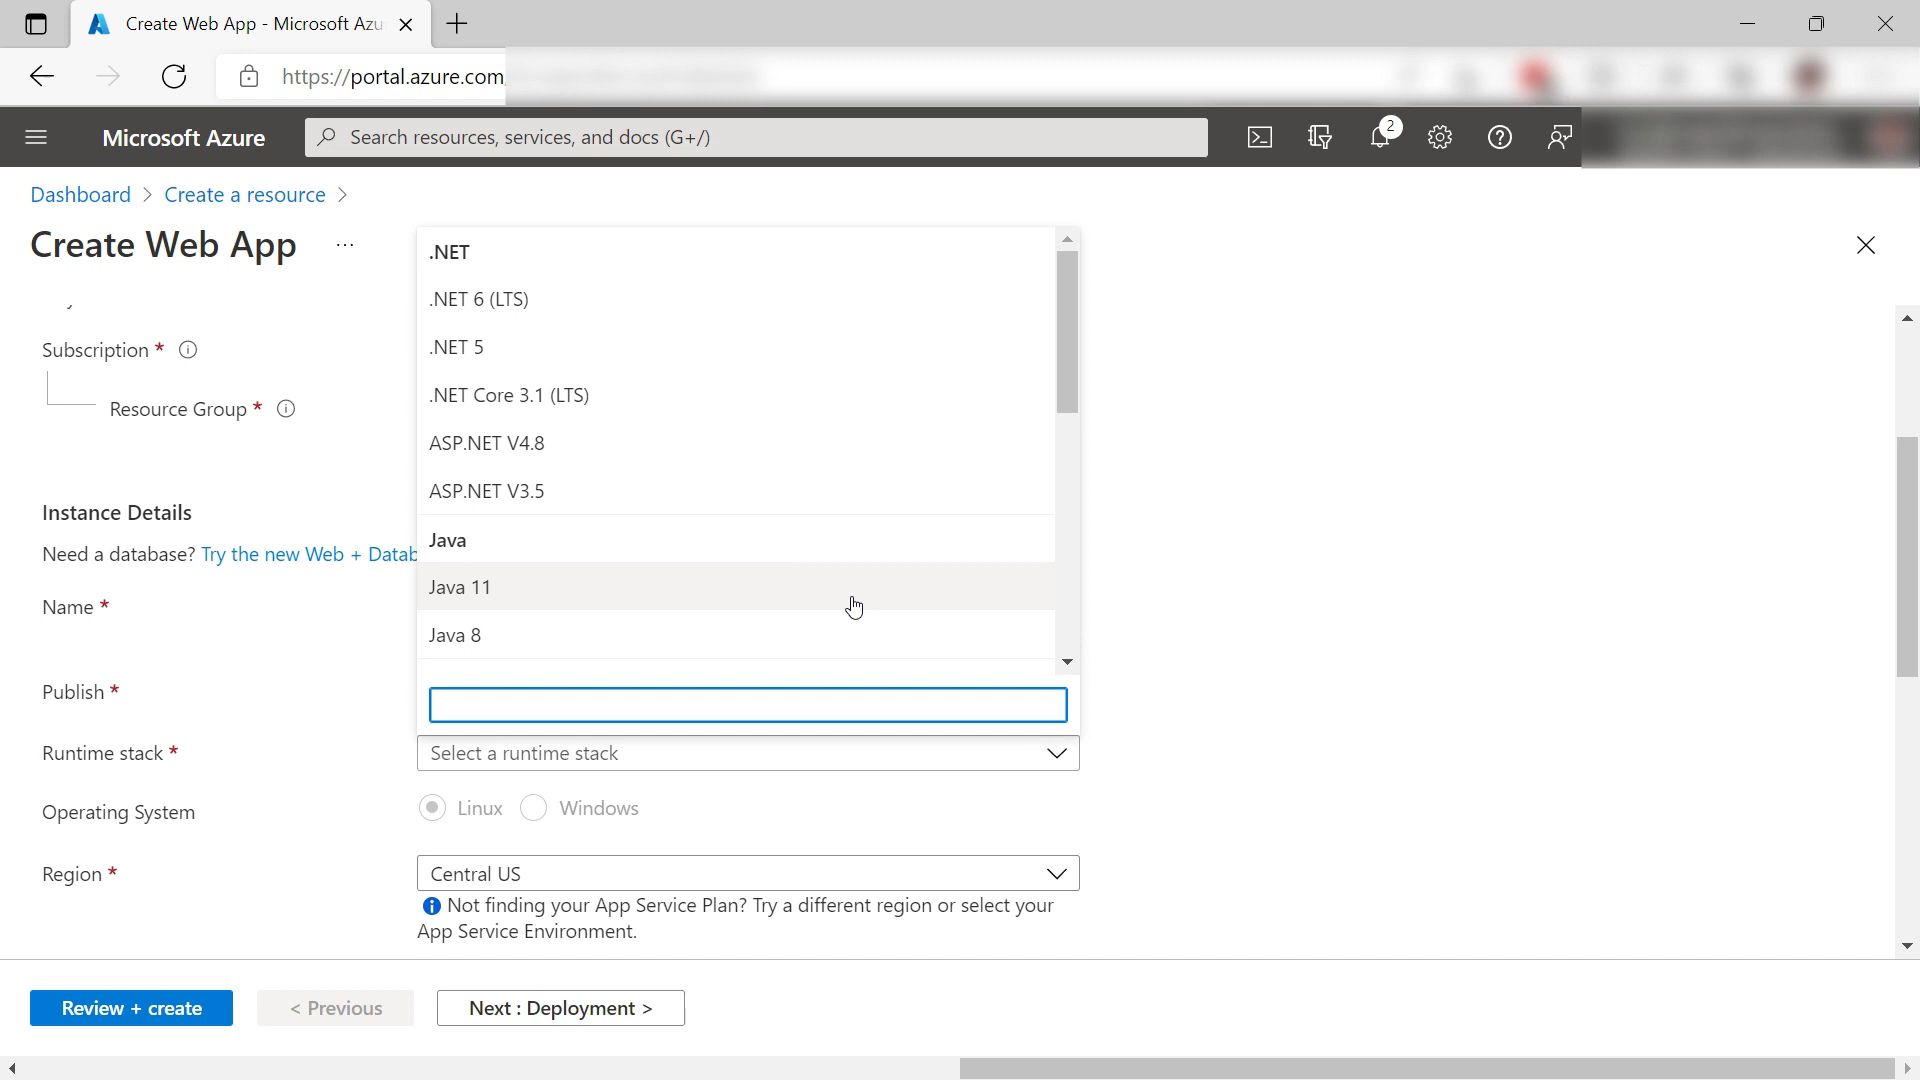 Create Web App - Microsoft Azu
https://portal.azure.com
Microsoft Azure
Search resources, services, and docs (G+/)
2
Dashboard > Create a resource >
Create Web App ...
.NET
.NET 6 (LTS)
.NET 5
.NET Core 3.1 (LTS)
ASP.NET V4.8
ASP.NET V3.5
Java
Java 11
Java 8
Subscription *
Resource Group *
Instance Details
Need a database? Try the new Web + Datab
Name *
Publish *
Runtime stack *
Select a runtime stack
Operating System
Linux
Windows
Region *
Central US
Not finding your App Service Plan? Try a different region or select your
App Service Environment.
Review + create
< Previous
Next : Deployment >